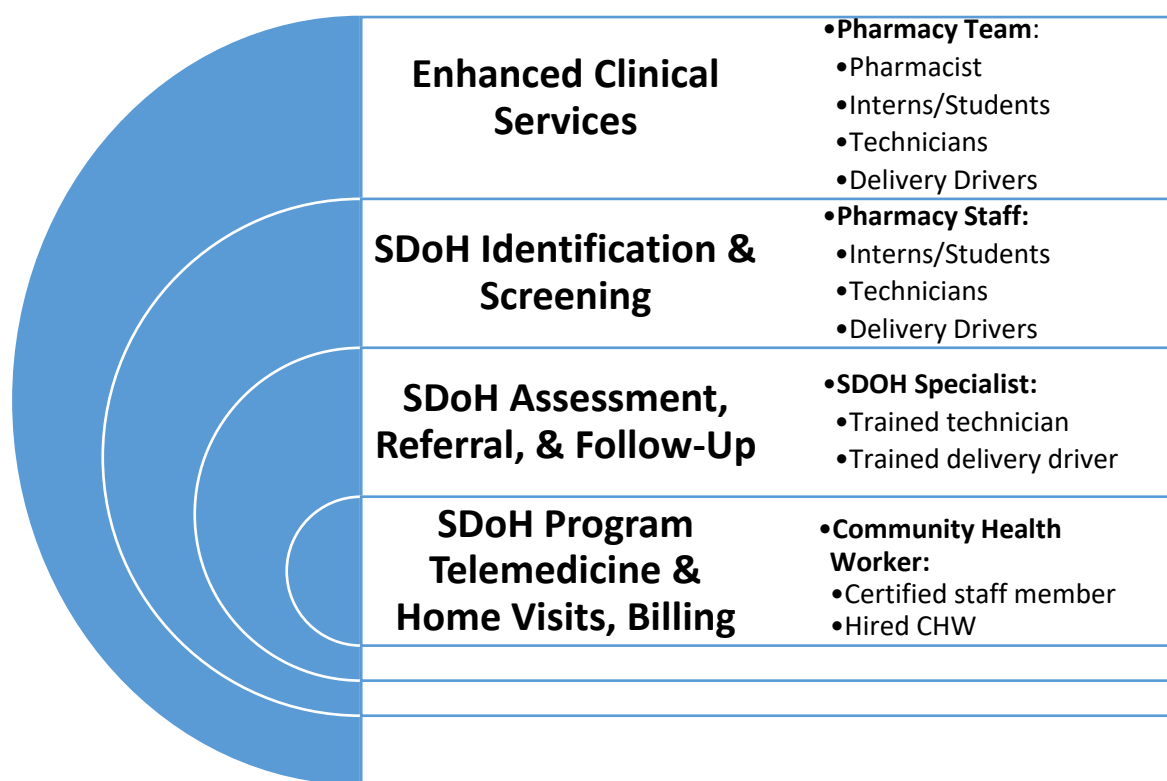 Enhanced Clinical
Services
•Pharmacy Team:
•Pharmacist
•Interns/Students
•Technicians
•Delivery Drivers
SDoH Identification &
Screening
•Pharmacy Staff:
•Interns/Students
•Technicians
•Delivery Drivers
SDoH Assessment,
Referral, & Follow-Up
•SDOH Specialist:
•Trained technician
•Trained delivery driver
SDoH Program
Telemedicine &
Home Visits, Billing
•Community Health
Worker:
•Certified staff member
•Hired CHW